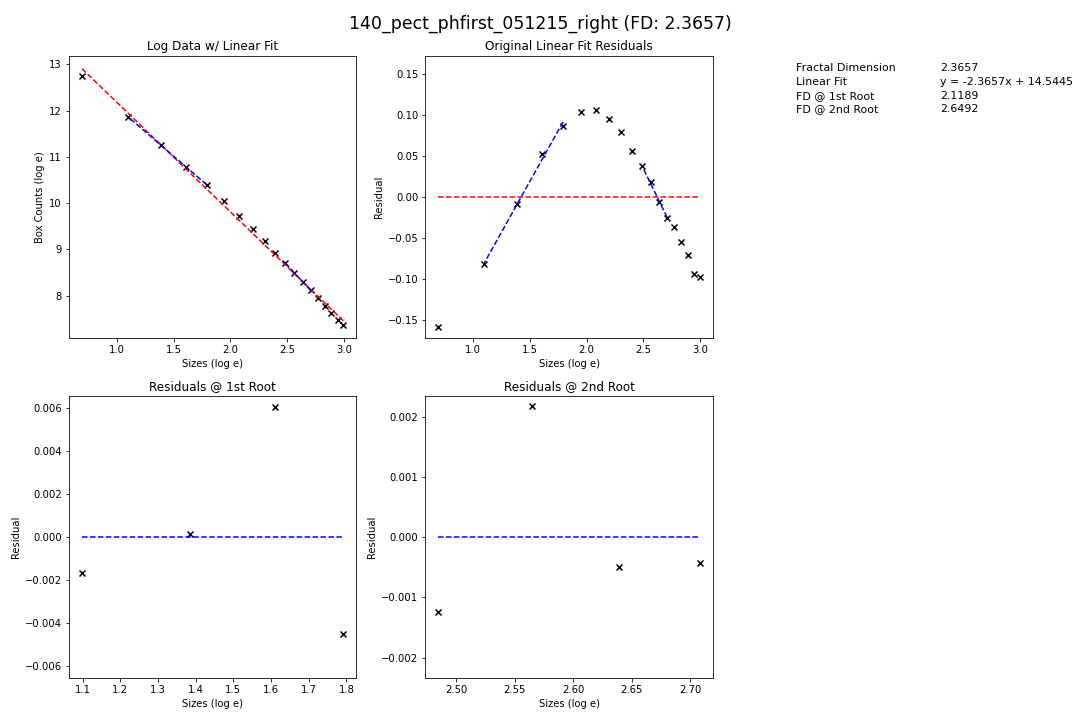 140_pect_phfirst_051215_right (FD: 2.3657)
Log Data w/ Linear Fit
13
12
11
10
9
8
Box Counts (log e)
1.0 1.5 2.0 2.5 3.0
Sizes (log e)
Original Linear Fit Residuals
0.15
0.10
0.05
0.00
−0.05
−0.10
−0.15
Residual
1.0 1.5 2.0 2.5 3.0
Sizes (log e)
Fractal Dimension 2.3657
Linear Fit y = -2.3657x + 14.5445
FD @ 1st Root 2.1189
FD @ 2nd Root 2.6492
Residuals @ 1st Root
0.006
0.004
0.002
0.000
−0.002
−0.004
−0.006
Residual
1.1 1.2 1.3 1.4 1.5 1.6 1.7 1.8
Sizes (log e)
Residuals @ 2nd Root
0.002
0.001
0.000
−0.001
−0.002
Residual
2.50 2.55 2.60 2.65 2.70
Sizes (log e)